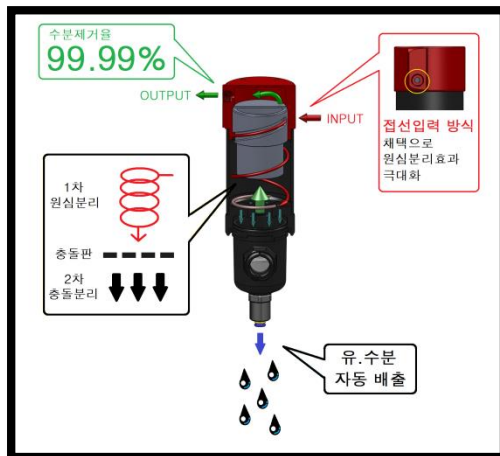 수분제거율
99.99%
OUTPUT
INPUT
접선입력 방식
채택으로
원심분리효과
극대화
1차
원심분리
충돌판
2차
충돌분리
유.수분
자동 배출